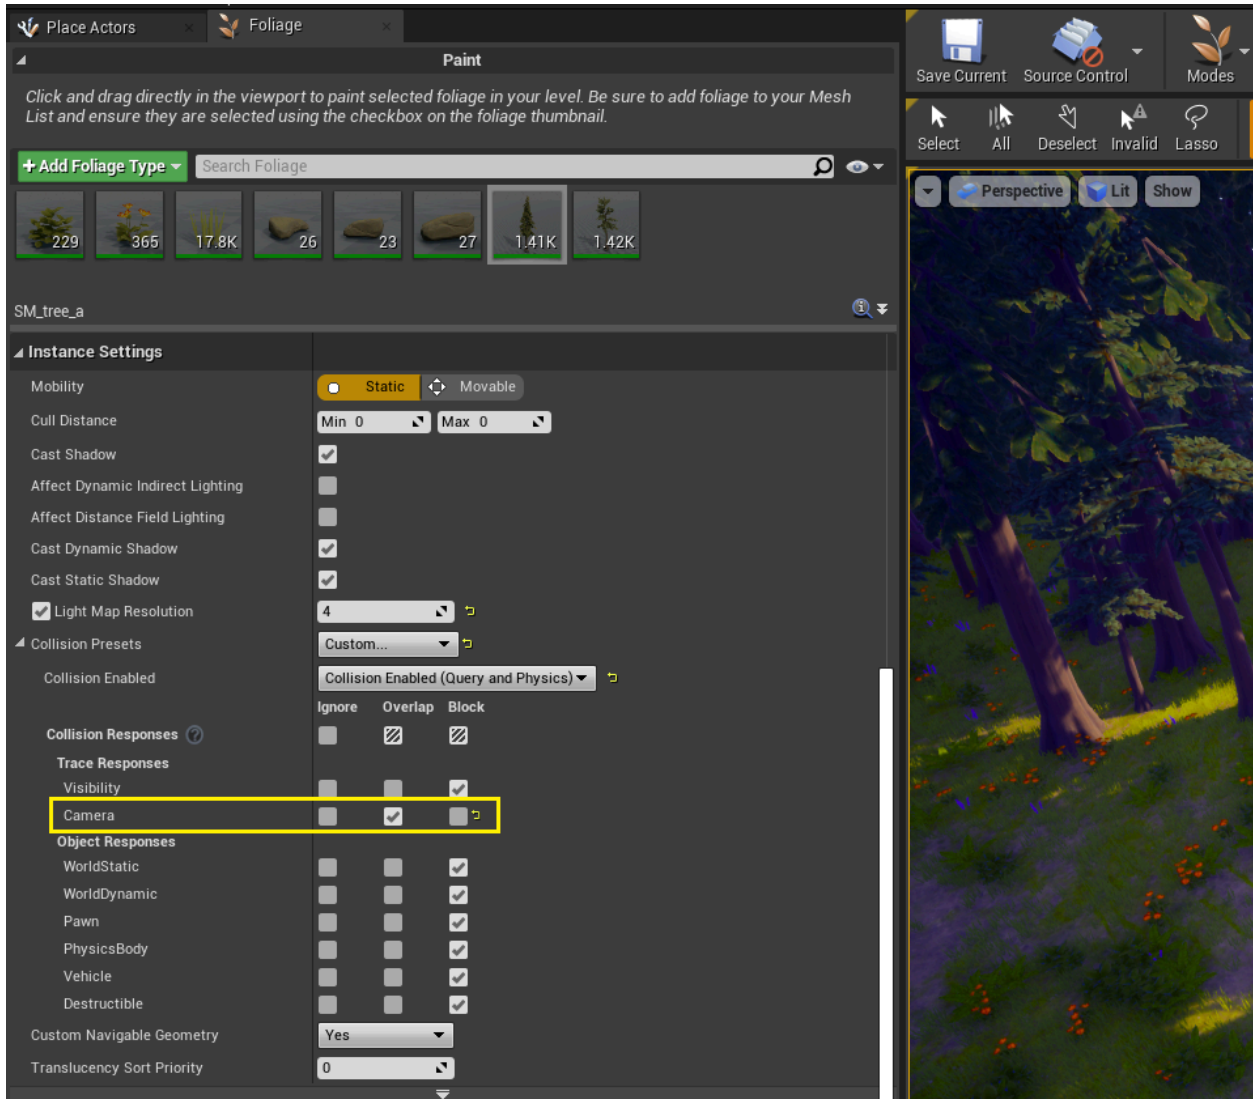 Place Actors
Foliage
Paint
Click and drag directly in the viewport to paint selected foliage in your level. Be sure to add foliage to your Mesh
List and ensure they are selected using the checkbox on the foliage thumbnail.
+ Add Foliage Type
Search Foliage
229
365
17.8K
26
23
27
1.41K
1.42K
SM_tree_a
Instance Settings
Mobility Static Movable
Cull Distance Min 0 Max 0
Cast Shadow
Affect Dynamic Indirect Lighting
Affect Distance Field Lighting
Cast Dynamic Shadow
Cast Static Shadow
Light Map Resolution 4
Collision Presets Custom...
Collision Enabled Collision Enabled (Query and Physics)
Ignore Overlap Block
Collision Responses ?
Trace Responses
Visibility
Camera
Object Responses
WorldStatic
WorldDynamic
Pawn
PhysicsBody
Vehicle
Destructible
Custom Navigable Geometry Yes
Translucency Sort Priority 0
Save Current
Source Control
Modes
Select
All
Deselect
Invalid
Lasso
Perspective
Lit
Show